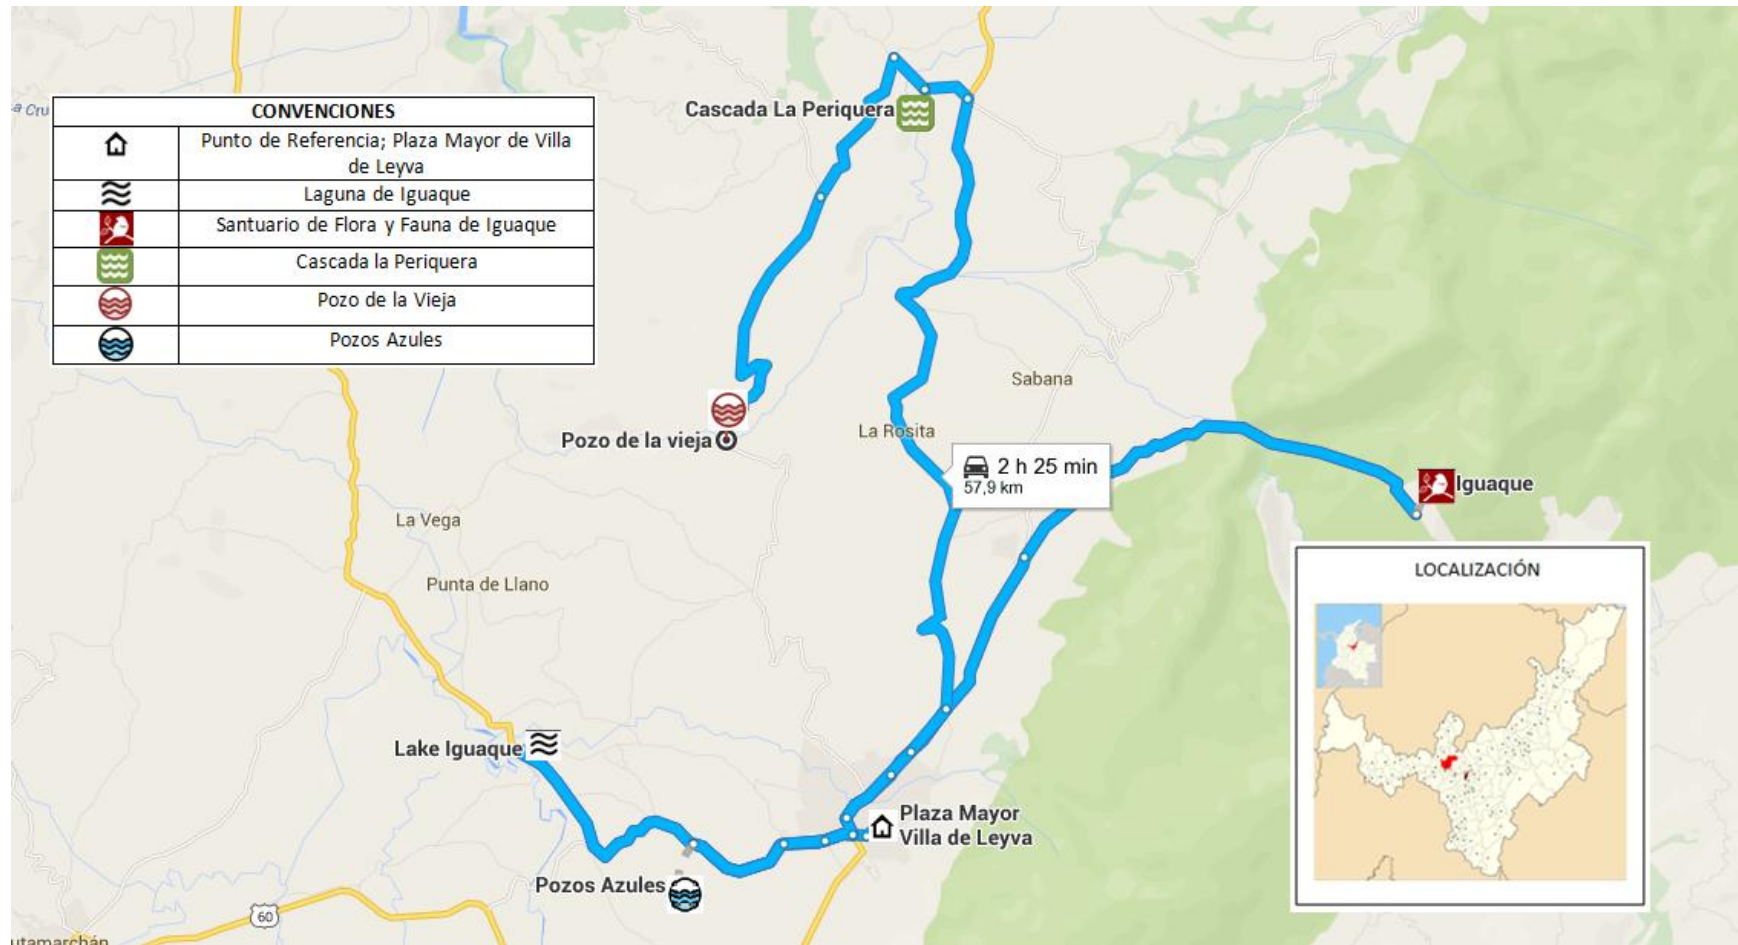 a Cru
CONVENCIONES
Punto de Referencia; Plaza Mayor de Villa
de Leyva
Laguna de Iguaque
Santuario de Flora y Fauna de Iguaque
Cascada la Periquera
Pozo de la Vieja
Pozos Azules
Cascada La Periquera
Sabana
La Rosita
Pozo de la vieja
2 h 25 min
57,9 km
Iguaque
La Vega
Punta de Llano
LOCALIZACIÓN
Lake Iguaque
Plaza Mayor
Villa de Leyva
Pozos Azules
60
utamarchán